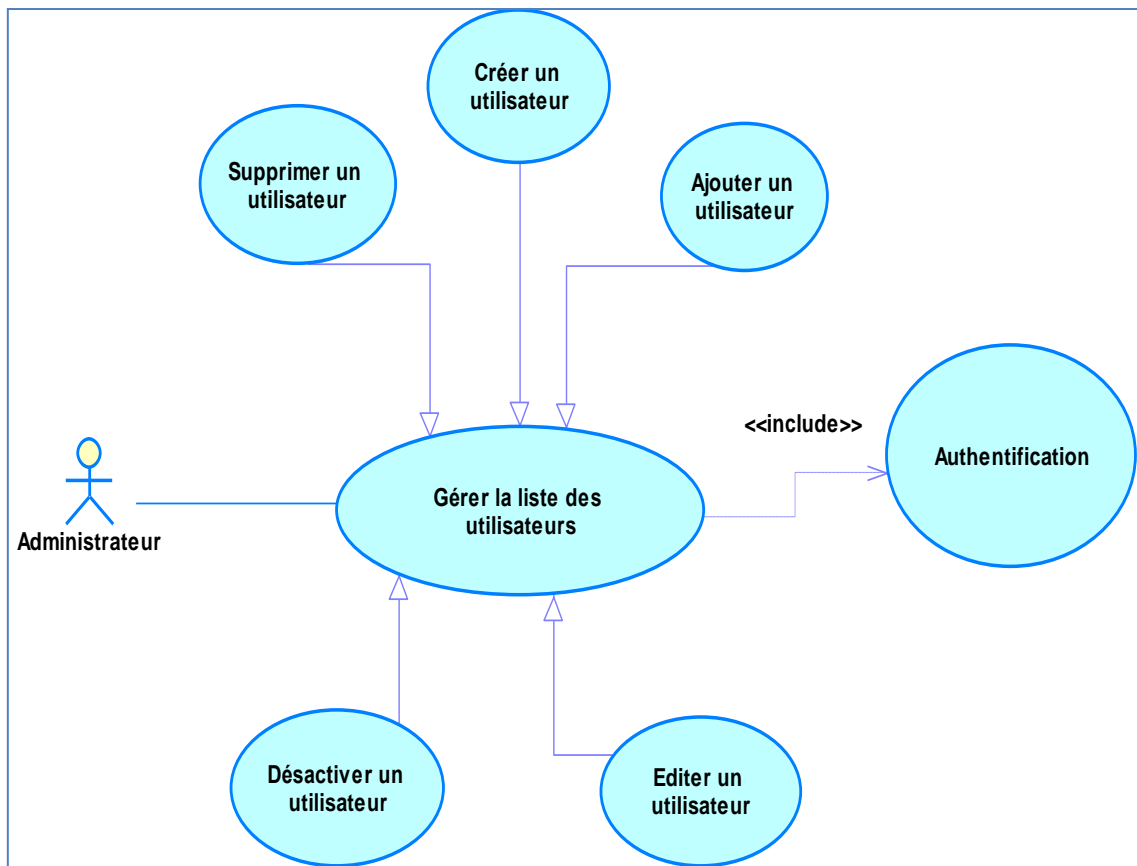 Créer un
utilisateur
Supprimer un
utilisateur
Ajouter un
utilisateur
<<include>>
Authentification
Gérer la liste des
utilisateurs
Administrateur
Désactiver un
utilisateur
Editer un
utilisateur